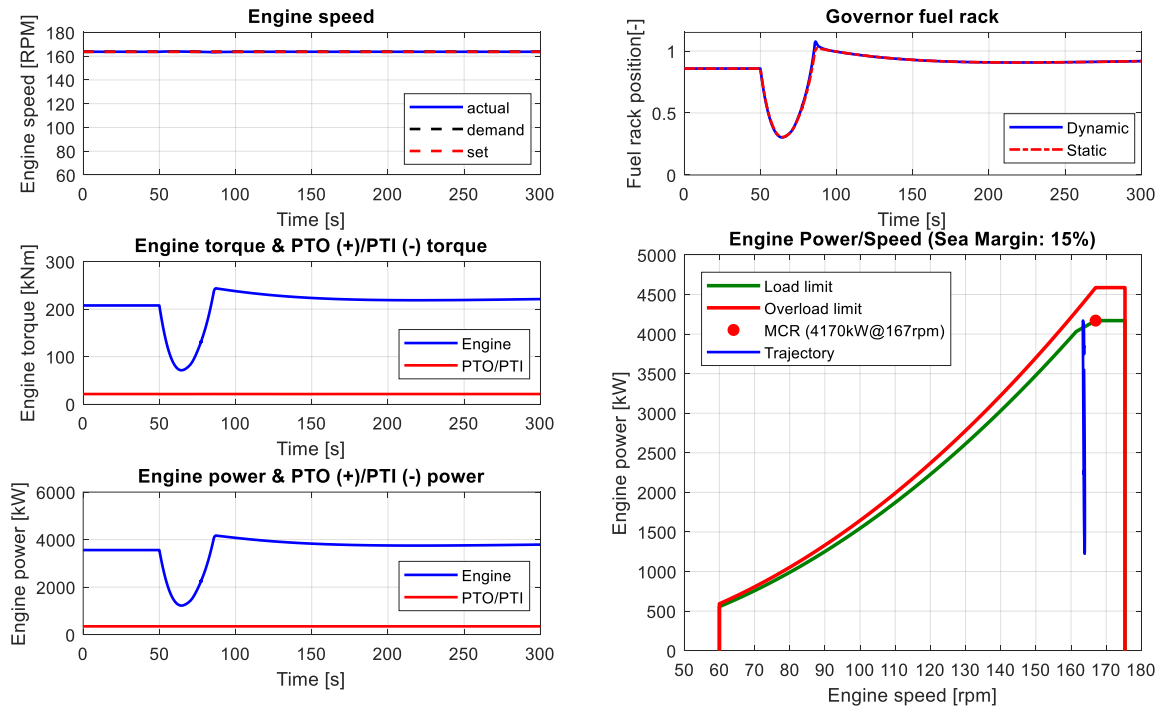 Engine speed
Engine speed [RPM]
180
160
140
120
100
80
60
actual
demand
set
0 50 100 150 200 250 300
Time [s]
Governor fuel rack
Fuel rack position[-]
1
0.5
0
Dynamic
Static
0 50 100 150 200 250 300
Time [s]
Engine torque & PTO (+)/PTI (-) torque
Engine torque [kNm]
300
200
100
0
Engine
PTO/PTI
0 50 100 150 200 250 300
Time [s]
Engine power & PTO (+)/PTI (-) power
Engine power [kW]
6000
4000
2000
0
Engine
PTO/PTI
0 50 100 150 200 250 300
Time [s]
Engine Power/Speed (Sea Margin: 15%)
Engine power [kW]
5000
4500
4000
3500
3000
2500
2000
1500
1000
500
0
Load limit
Overload limit
MCR (4170kW@167rpm)
Trajectory
50 60 70 80 90 100 110 120 130 140 150 160 170 180
Engine speed [rpm]